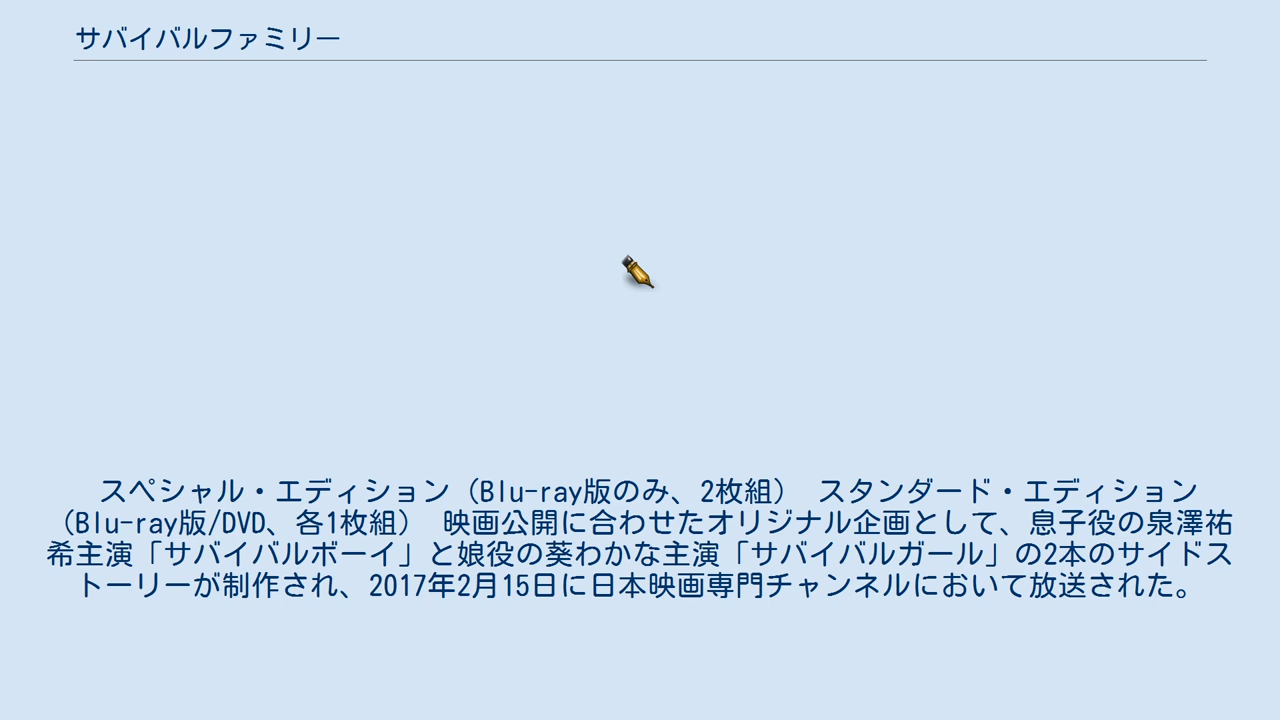 サバイバルファミリー
スペシャル・エディション（Blu-ray版のみ、2枚組） スタンダード・エディション
（Blu-ray版/DVD、各1枚組） 映画公開に合わせたオリジナル企画として、息子役の泉澤祐
希主演「サバイバルボーイ」と娘役の葵わかな主演「サバイバルガール」の2本のサイドス
トーリーが制作され、2017年2月15日に日本映画専門チャンネルにおいて放送された。